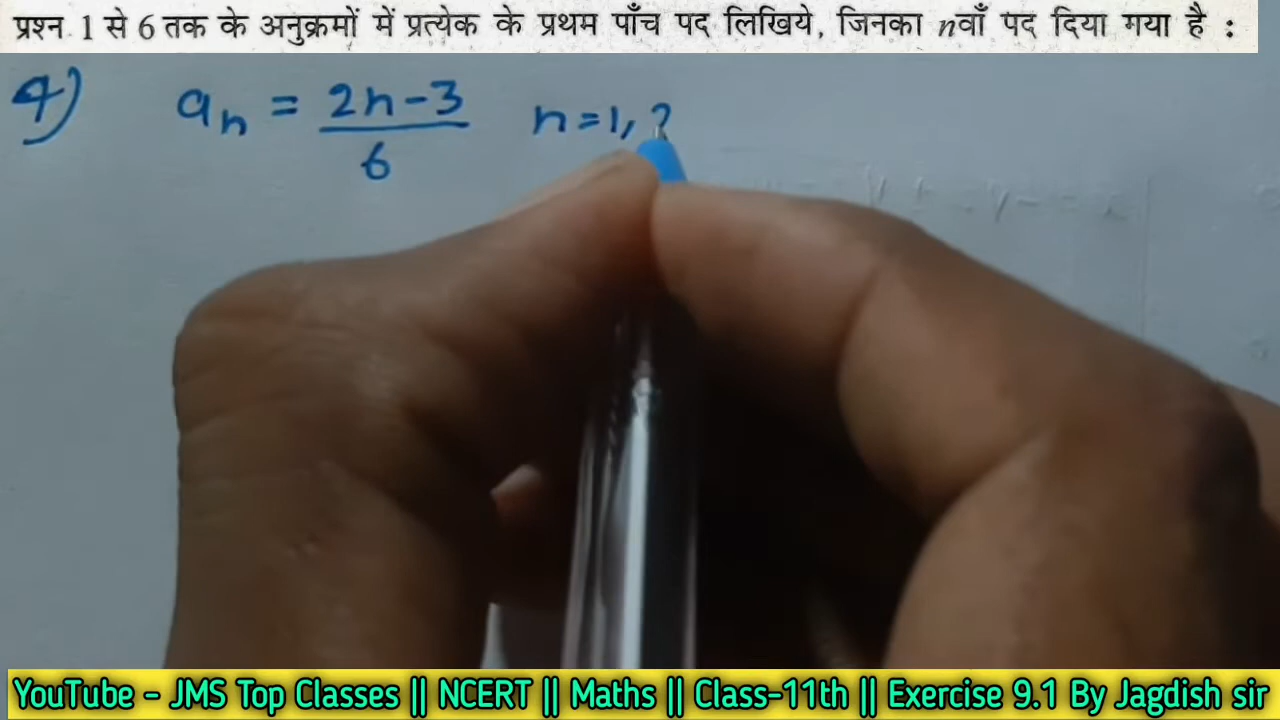 प्रश्न 1 से 6 तक के अनुक्रमों में प्रत्येक के प्रथम पाँच पद लिखिये, जिनका nवाँ पद दिया गया है :
4) aₙ = (2n-3)/6 n=1, 2
YouTube - JMS Top Classes || NCERT || Maths || Class-11th || Exercise 9.1 By Jagdish sir